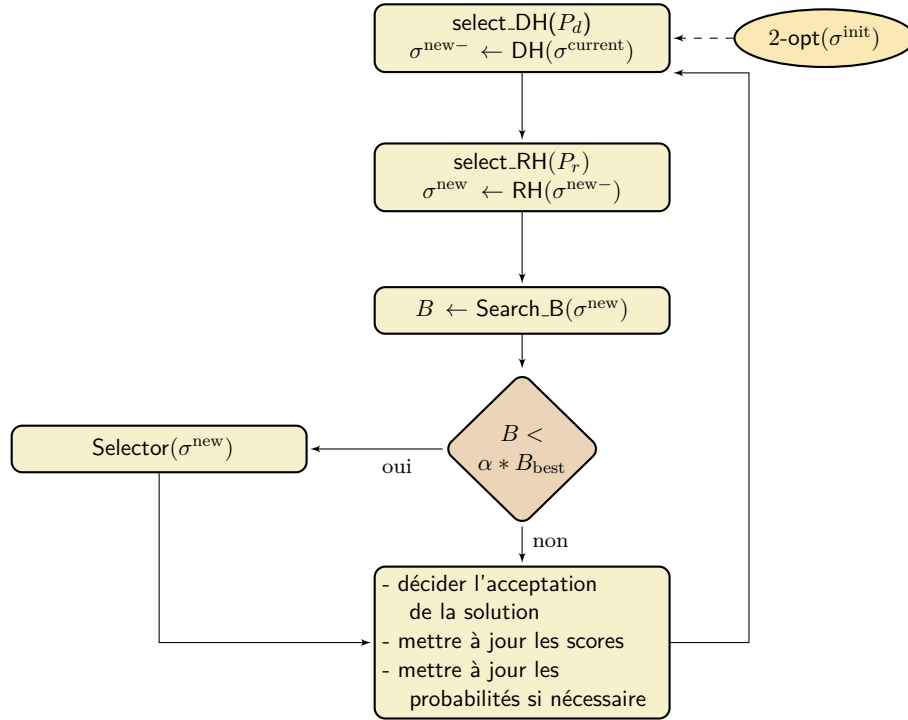 select_DH(P_d)
σ^new− ← DH(σ^current)
2-opt(σ^init)
select_RH(P_r)
σ^new ← RH(σ^new−)
B ← Search_B(σ^new)
B <
α ∗ B_best
Selector(σ^new)
oui
non
- décider l'acceptation
de la solution
- mettre à jour les scores
- mettre à jour les
probabilités si nécessaire